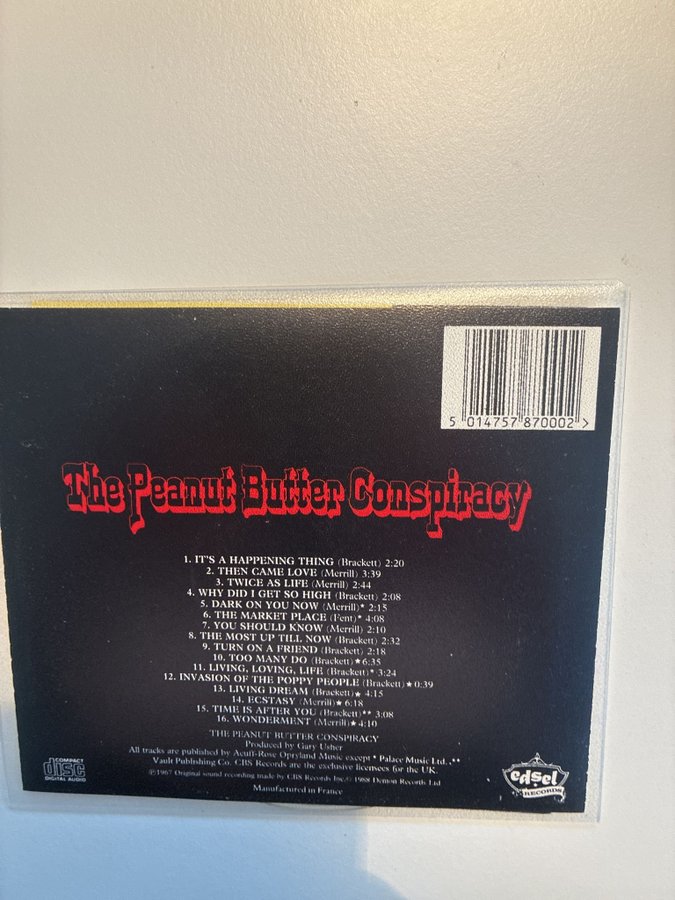 5 014757 870002 >
The Peanut Butter Conspiracy
1. IT'S A HAPPENING THING (Brackett) 2:20
2. THEN CAME LOVE (Merrill) 3:39
3. TWICE AS LIFE (Merrill) 2:44
4. WHY DID I GET SO HIGH (Brackett) 2:08
5. DARK ON YOU NOW (Merrill)* 2:15
6. THE MARKET PLACE (Fent)* 4:08
7. YOU SHOULD KNOW (Merrill) 2:10
8. THE MOST UP TILL NOW (Brackett) 2:32
9. TURN ON A FRIEND (Brackett) 2:18
10. TOO MANY DO (Brackett)★6:35
11. LIVING, LOVING, LIFE (Brackett)* 3:24
12. INVASION OF THE POPPY PEOPLE (Brackett)★0:39
13. LIVING DREAM (Brackett)★ 4:15
14. ECSTASY (Merrill)★6:18
15. TIME IS AFTER YOU (Brackett)** 3:08
16. WONDERMENT (Merrill)★4:10
THE PEANUT BUTTER CONSPIRACY
Produced by Gary Usher
All tracks are published by Acuff-Rose Opryland Music except * Palace Music Ltd., **
Vault Publishing Co. CBS Records are the exclusive licensees for the UK.
℗1967 Original sound recording made by CBS Records Inc.© 1988 Demon Records Ltd
Manufactured in France
COMPACT
disc
DIGITAL AUDIO
edsel
RECORDS